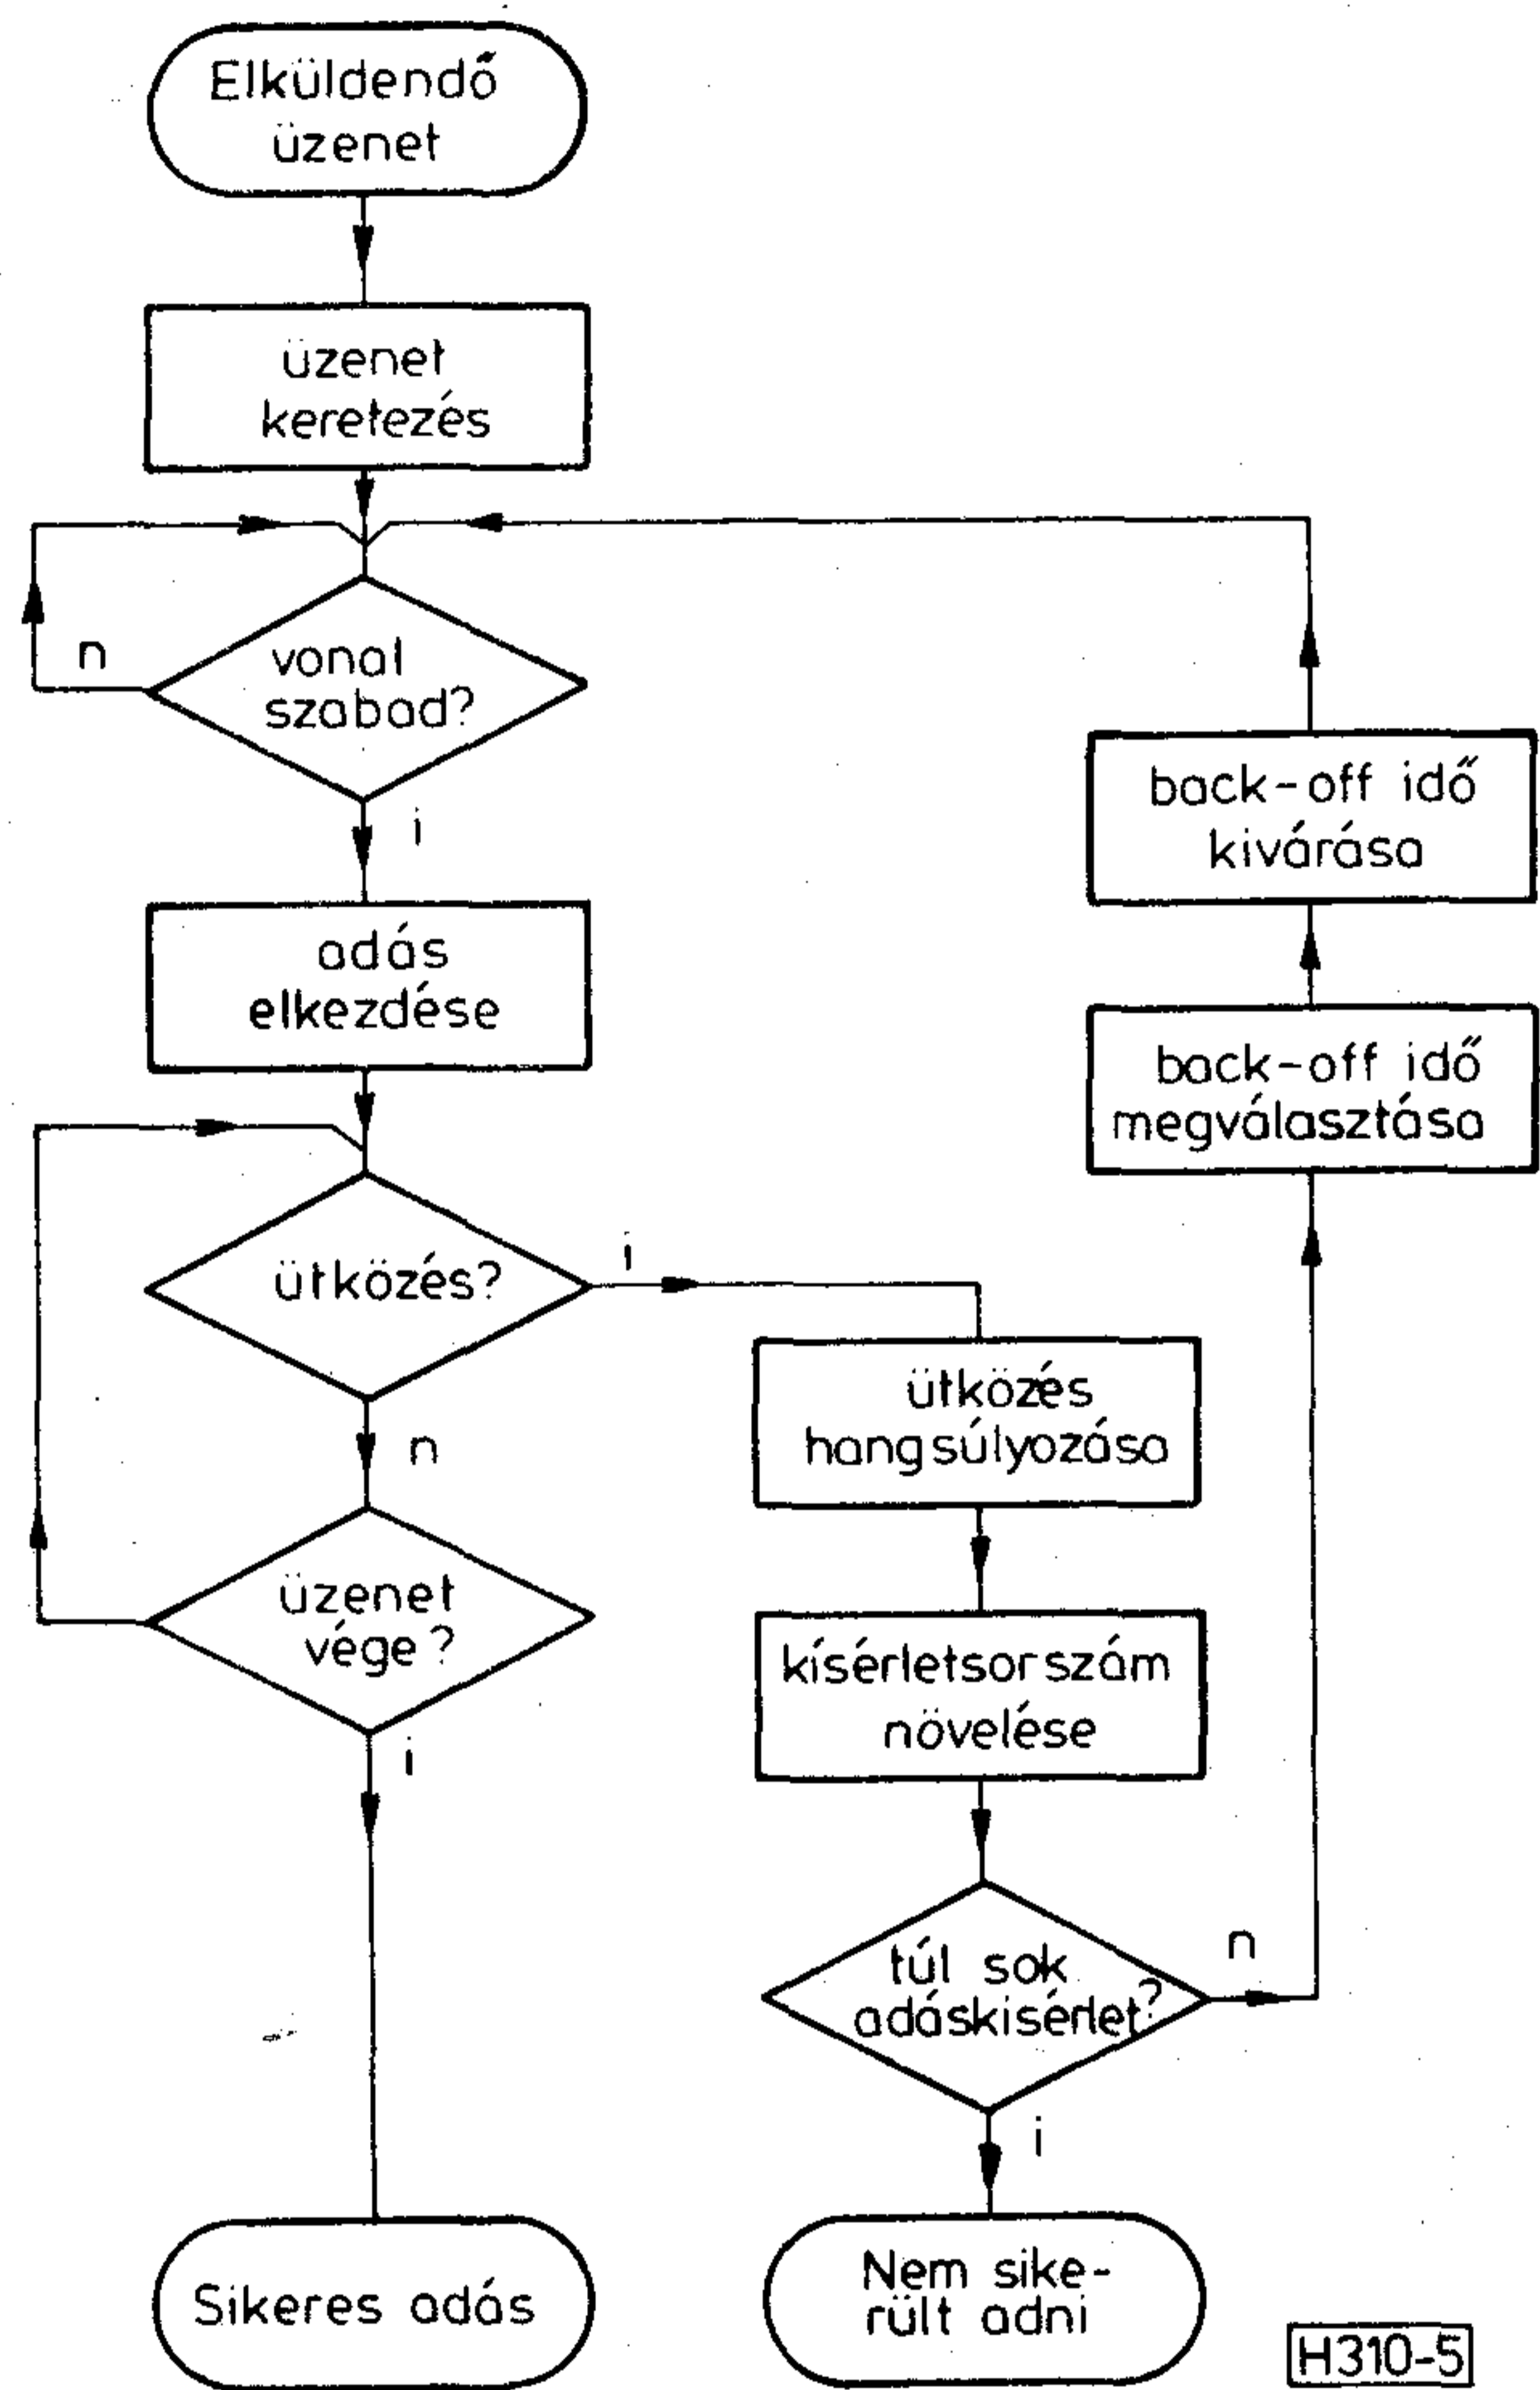 Elküldendő
üzenet
üzenet
keretezés
n
vonal
szabad?
i
adás
elkezdése
ütközés?
i
n
üzenet
vége?
i
Sikeres adás
back-off idő
kivárása
back-off idő
megválasztása
ütközés
hangsúlyozása
kísérletsorszám
növelése
túl sok
adáskisérlet?
n
i
Nem sike-
rült adni
H310-5